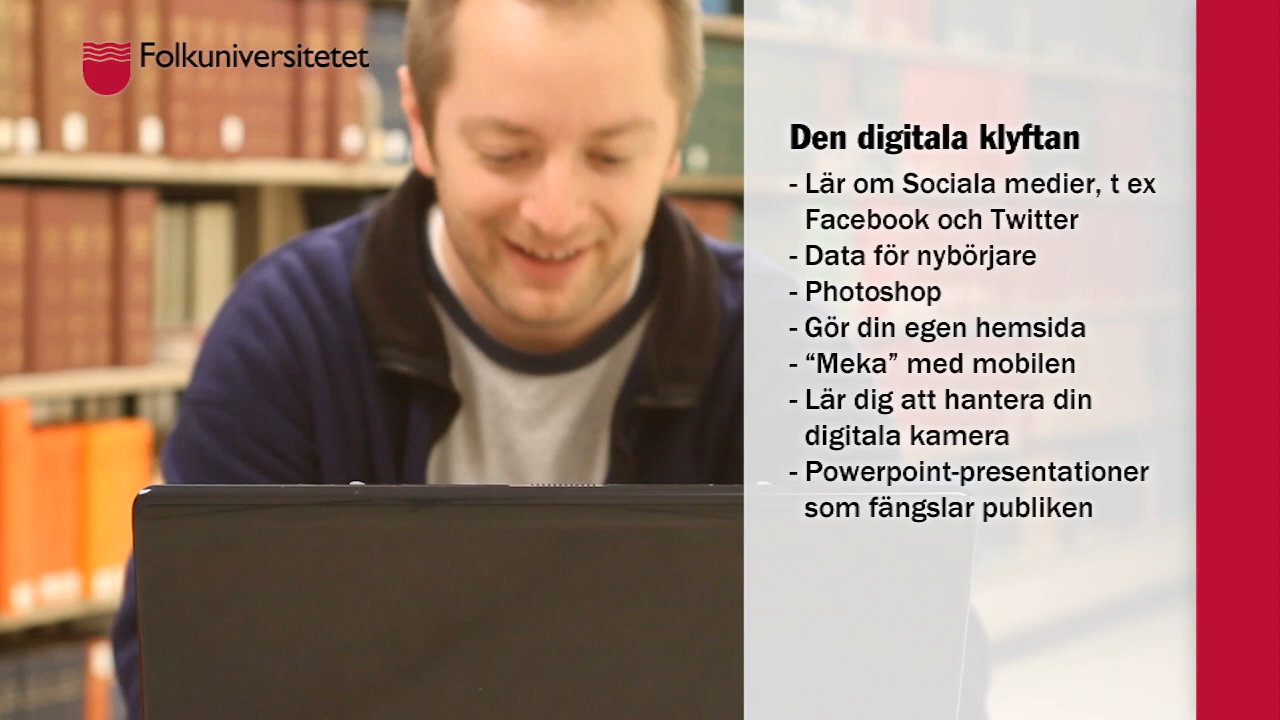 Folkuniversitetet
Den digitala klyftan
- Lär om Sociala medier, t ex
Facebook och Twitter
- Data för nybörjare
- Photoshop
- Gör din egen hemsida
- “Meka” med mobilen
- Lär dig att hantera din
digitala kamera
- Powerpoint-presentationer
som fängslar publiken